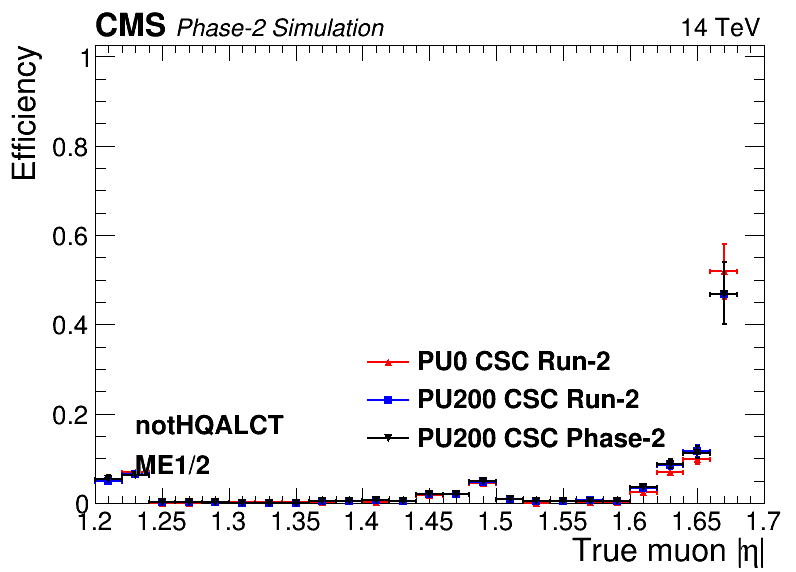 CMS Phase-2 Simulation 14 TeV
Efficiency
1
0.8
0.6
0.4
0.2
0
PU0 CSC Run-2
PU200 CSC Run-2
PU200 CSC Phase-2
notHQALCT
ME1/2
1.2 1.25 1.3 1.35 1.4 1.45 1.5 1.55 1.6 1.65 1.7
True muon |η|